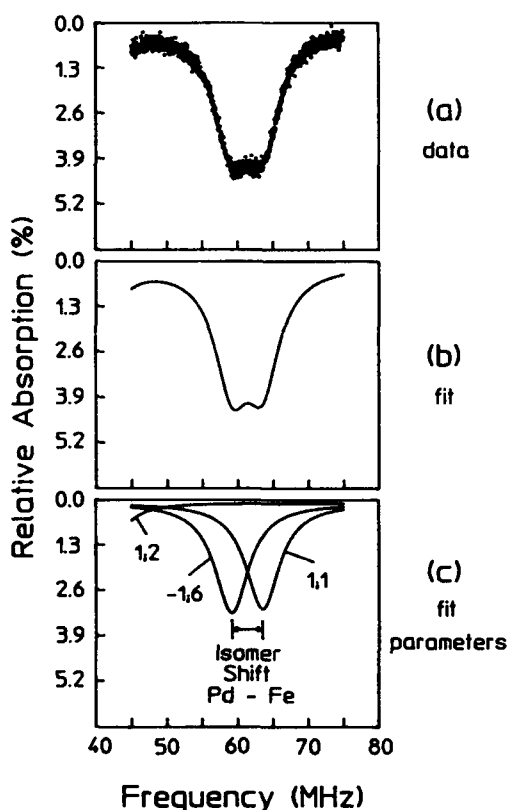 0.0
1.3
2.6
3.9
5.2
(a)
data
0.0
1.3
2.6
3.9
5.2
(b)
fit
0.0
1.3
2.6
3.9
5.2
1,2
-1,6
1,1
Isomer
Shift
Pd - Fe
(c)
fit
parameters
40 50 60 70 80
Frequency (MHz)
Relative Absorption (%)